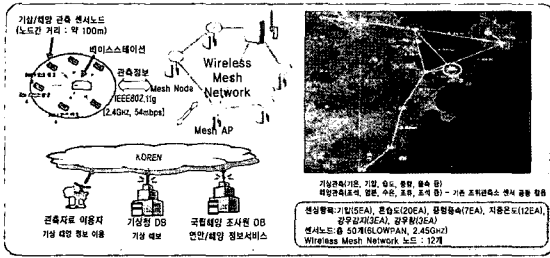 기상/해양 관측 센서노드
(노드간 거리 : 약 100m)
베이스스테이션
관측정보
IEEE802.11g
[2.4GHz, 54mbps]
Mesh Node
Wireless
Mesh
Network
Mesh AP
KOREN
관측자료 이용자
기상 해양 정보 이용
기상청 DB
기상 예보
국립해양 조사원 DB
연안/해양 정보서비스
기상관측(기온, 기압, 습도, 풍향, 풍속 등)
해양관측(조석, 염분, 수온, 조류, 조석 등) - 기존 조위관측소 센서 공동 활용
센싱항목:기압(5EA), 온습도(20EA), 풍향풍속(7EA), 지중온도(12EA),
강우감지(3EA), 강우량(3EA)
센서노드:총 50개(6LOWPAN, 2.45GHz)
Wireless Mesh Network 노드 : 12개